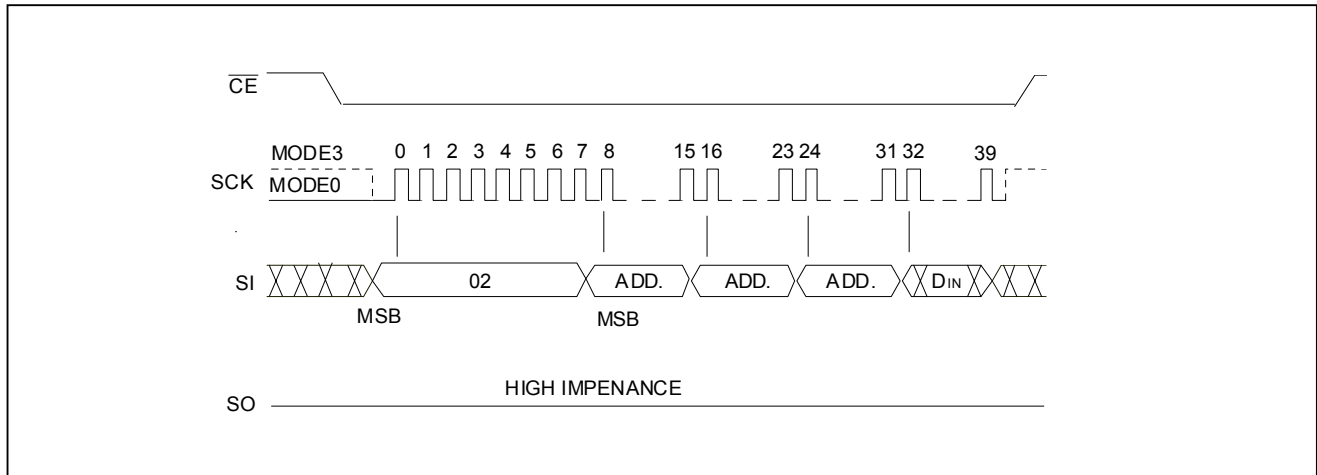 CE
MODE3 0 1 2 3 4 5 6 7 8 15 16 23 24 31 32 39
SCK MODE0
SI 02 ADD. ADD. ADD. DIN
MSB MSB
HIGH IMPENANCE
SO